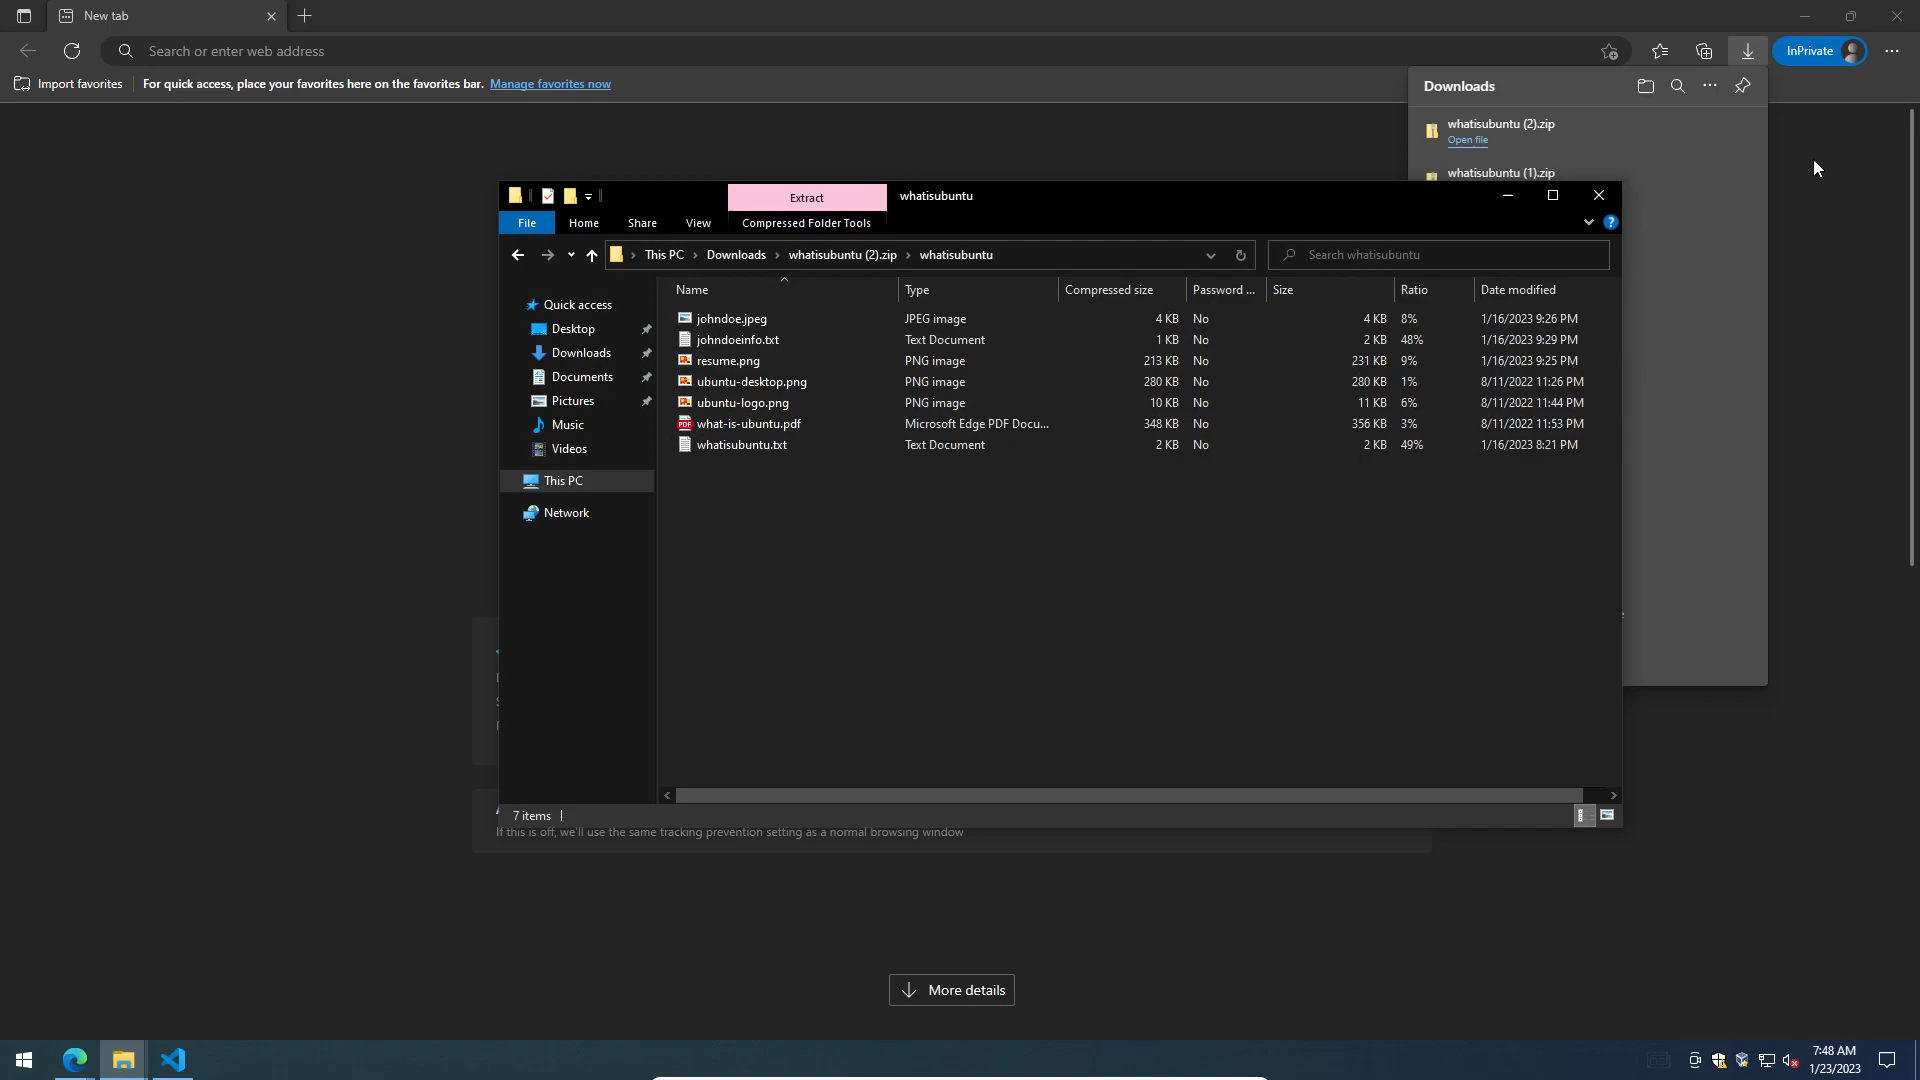 New tab
Search or enter web address
InPrivate
Import favorites
For quick access, place your favorites here on the favorites bar. Manage favorites now
Downloads
whatisubuntu (2).zip
Open file
whatisubuntu (1).zip
Extract
whatisubuntu
File Home Share View Compressed Folder Tools
This PC Downloads whatisubuntu (2).zip whatisubuntu
Search whatisubuntu
Name Type Compressed size Password ... Size Ratio Date modified
Quick access
Desktop
Downloads
Documents
Pictures
Music
Videos
This PC
Network
johndoe.jpeg JPEG image 4 KB No 4 KB 8% 1/16/2023 9:26 PM
johndoeinfo.txt Text Document 1 KB No 2 KB 48% 1/16/2023 9:29 PM
resume.png PNG image 213 KB No 231 KB 9% 1/16/2023 9:25 PM
ubuntu-desktop.png PNG image 280 KB No 280 KB 1% 8/11/2022 11:26 PM
ubuntu-logo.png PNG image 10 KB No 11 KB 6% 8/11/2022 11:44 PM
what-is-ubuntu.pdf Microsoft Edge PDF Docu... 348 KB No 356 KB 3% 8/11/2022 11:53 PM
whatisubuntu.txt Text Document 2 KB No 2 KB 49% 1/16/2023 8:21 PM
7 items
If this is off, we'll use the same tracking prevention setting as a normal browsing window
More details
7:48 AM
1/23/2023